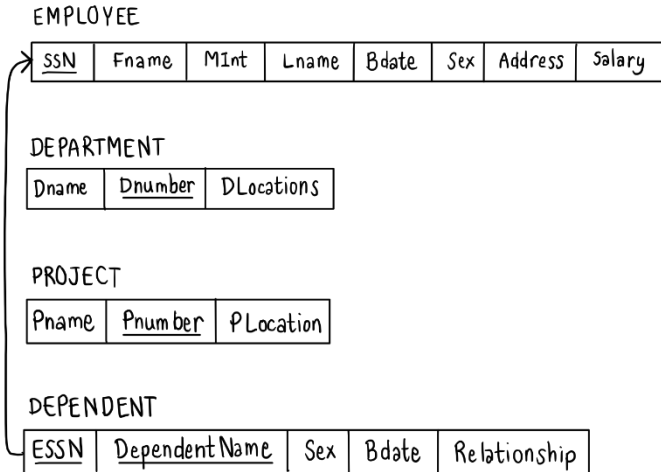 EMPLOYEE
SSN Fname MInt Lname Bdate Sex Address Salary
DEPARTMENT
Dname Dnumber DLocations
PROJECT
Pname Pnumber PLocation
DEPENDENT
ESSN DependentName Sex Bdate Relationship